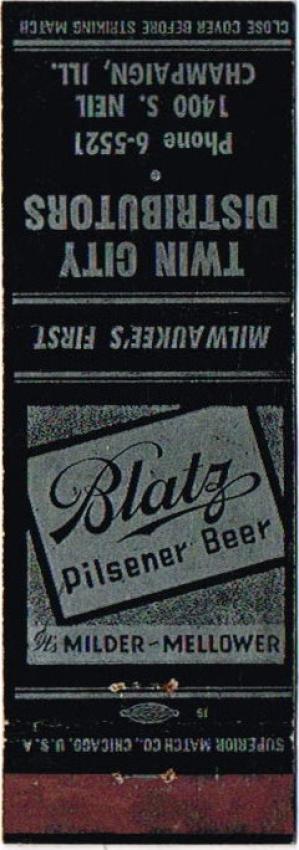 Blatz
Pilsener Beer
It's MILDER - MELLOWER
MILWAUKEE'S FIRST
TWIN CITY
DISTRIBUTORS
Phone 6-5521
1400 S. NEIL
CHAMPAIGN, ILL.
CLOSE COVER BEFORE STRIKING MATCH
SUPERIOR MATCH CO., CHICAGO, U.S.A.